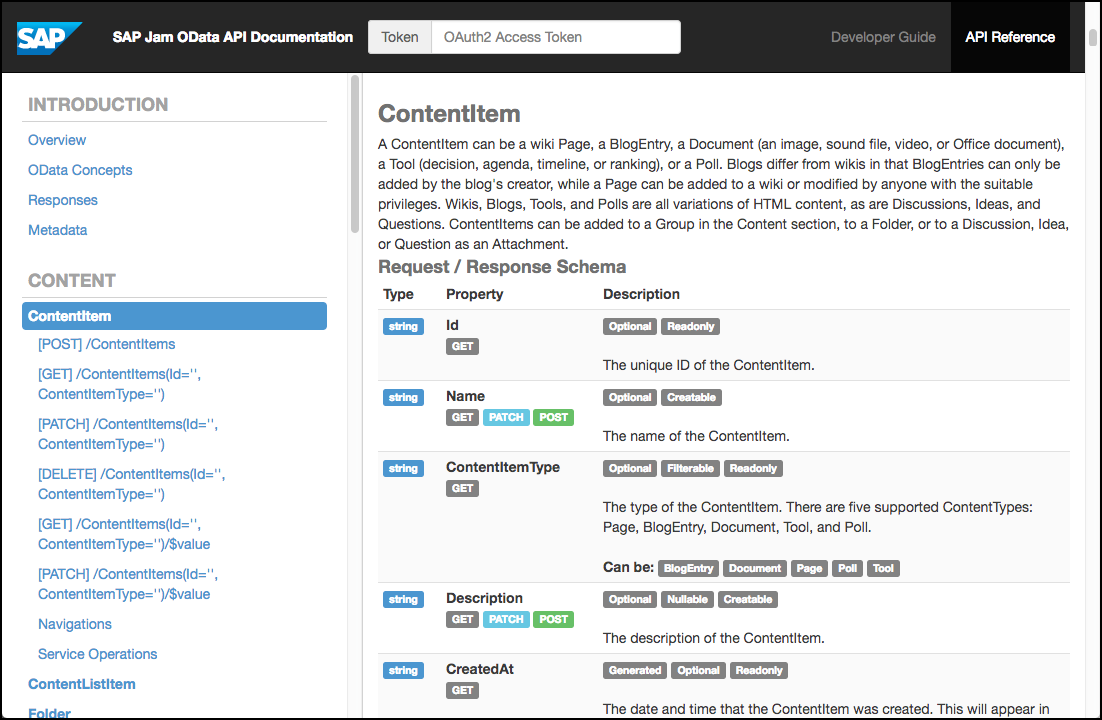 SAP
SAP Jam OData API Documentation
Token
OAuth2 Access Token
Developer Guide
API Reference
INTRODUCTION
Overview
OData Concepts
Responses
Metadata
CONTENT
ContentItem
[POST] /ContentItems
[GET] /ContentItems(Id='',
ContentItemType='')
[PATCH] /ContentItems(Id='',
ContentItemType='')
[DELETE] /ContentItems(Id='',
ContentItemType='')
[GET] /ContentItems(Id='',
ContentItemType='')/$value
[PATCH] /ContentItems(Id='',
ContentItemType='')/$value
Navigations
Service Operations
ContentListItem
Folder
ContentItem
A ContentItem can be a wiki Page, a BlogEntry, a Document (an image, sound file, video, or Office document),
a Tool (decision, agenda, timeline, or ranking), or a Poll. Blogs differ from wikis in that BlogEntries can only be
added by the blog's creator, while a Page can be added to a wiki or modified by anyone with the suitable
privileges. Wikis, Blogs, Tools, and Polls are all variations of HTML content, as are Discussions, Ideas, and
Questions. ContentItems can be added to a Group in the Content section, to a Folder, or to a Discussion, Idea,
or Question as an Attachment.
Request / Response Schema
Type Property Description
string Id Optional Readonly
GET
The unique ID of the ContentItem.
string Name Optional Creatable
GET PATCH POST
The name of the ContentItem.
string ContentItemType Optional Filterable Readonly
GET
The type of the ContentItem. There are five supported ContentTypes:
Page, BlogEntry, Document, Tool, and Poll.
Can be: BlogEntry Document Page Poll Tool
string Description Optional Nullable Creatable
GET PATCH POST
The description of the ContentItem.
string CreatedAt Generated Optional Readonly
GET
The date and time that the ContentItem was created. This will appear in